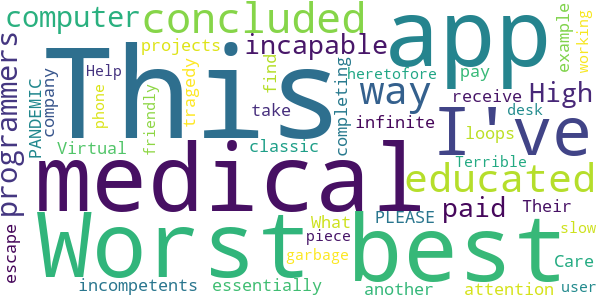 This
app
medical
Worst
best
I've
concluded
computer
programmers
incapable
way
High
educated
paid
projects
Help
PANDEMIC
company
phone
friendly
tragedy
find
take
completing
heretofore
pay
receive
example
working
desk
infinite
loops
Virtual
classic
Terrible
Their
escape
What
PLEASE
piece
garbage
slow
Care
incompetents
essentially
another
attention
user